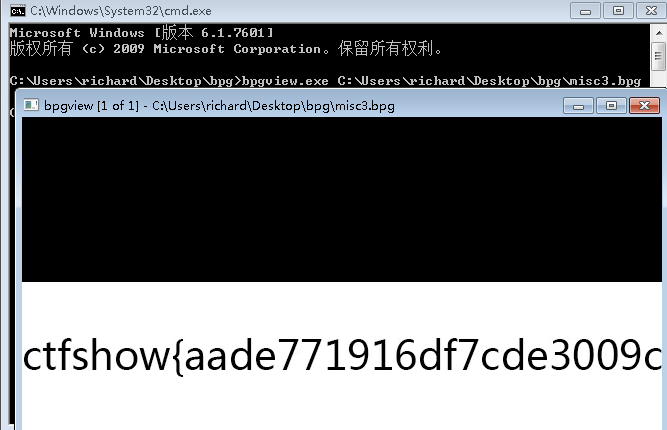 C:\Windows\System32\cmd.exe
Microsoft Windows [版本 6.1.7601]
版权所有 (c) 2009 Microsoft Corporation。保留所有权利。
C:\Users\richard\Desktop\bpg>bpgview.exe C:\Users\richard\Desktop\bpg\misc3.bpg
bpgview [1 of 1] - C:\Users\richard\Desktop\bpg\misc3.bpg
ctfshow{aade771916df7cde3009c